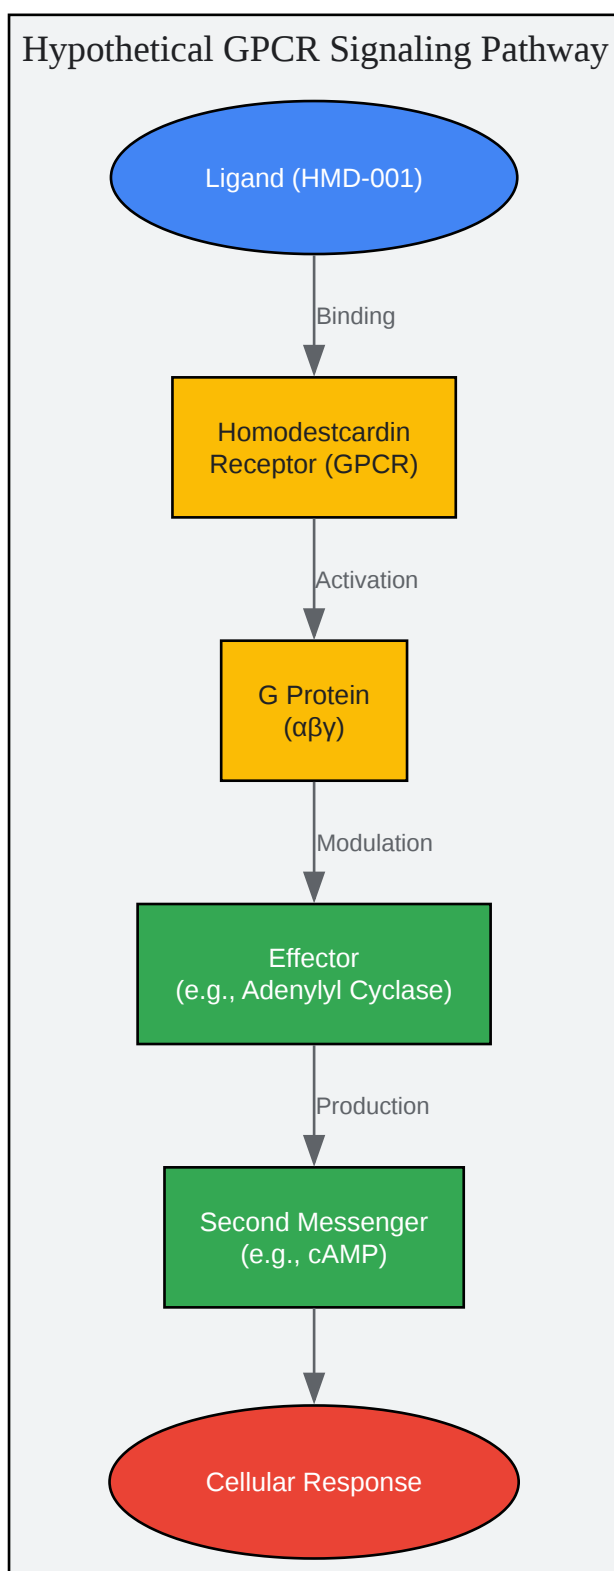 Hypothetical GPCR Signaling Pathway
Ligand (HMD-001)
Binding
Homodestcardin
Receptor (GPCR)
Activation
G Protein
(αβγ)
Modulation
Effector
(e.g., Adenylyl Cyclase)
Production
Second Messenger
(e.g., cAMP)
Cellular Response